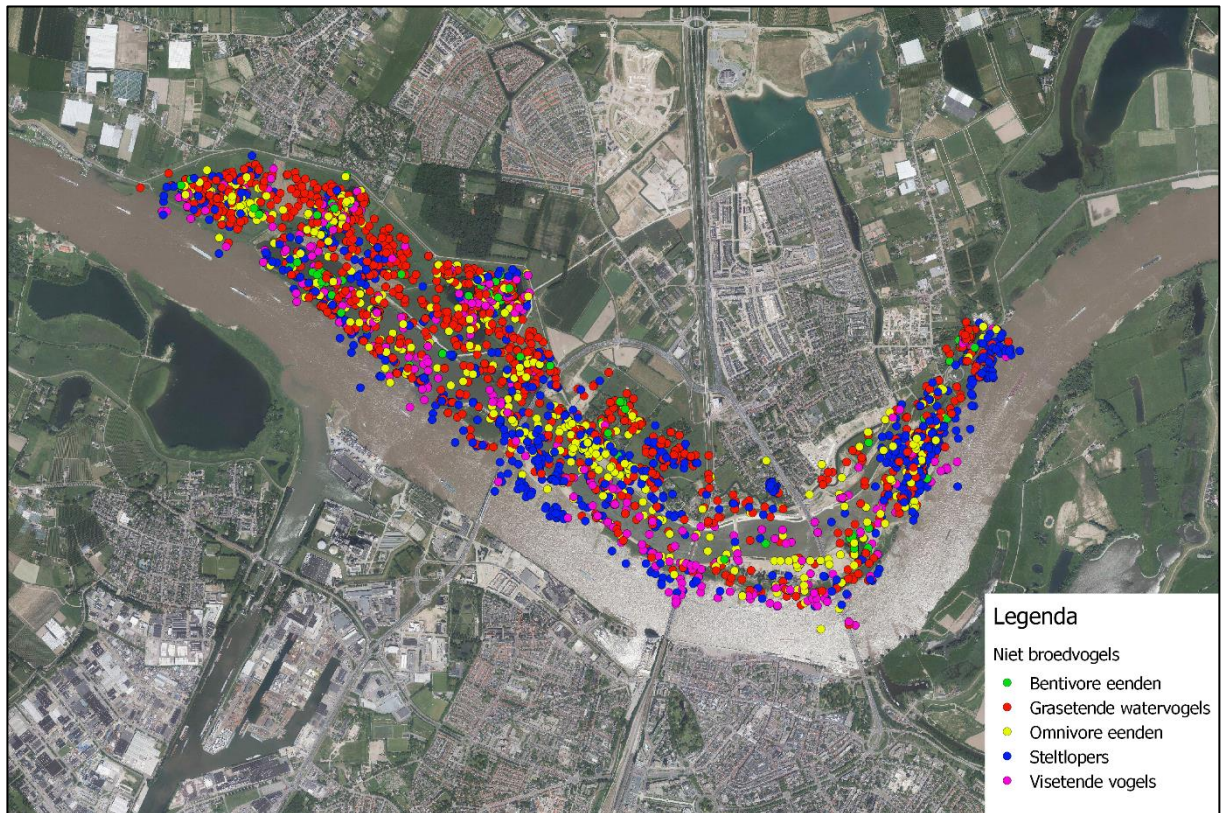 Legenda
Niet broedvogels
Bentivore eenden
Grasetende watervogels
Omnivore eenden
Steltlopers
Visetende vogels